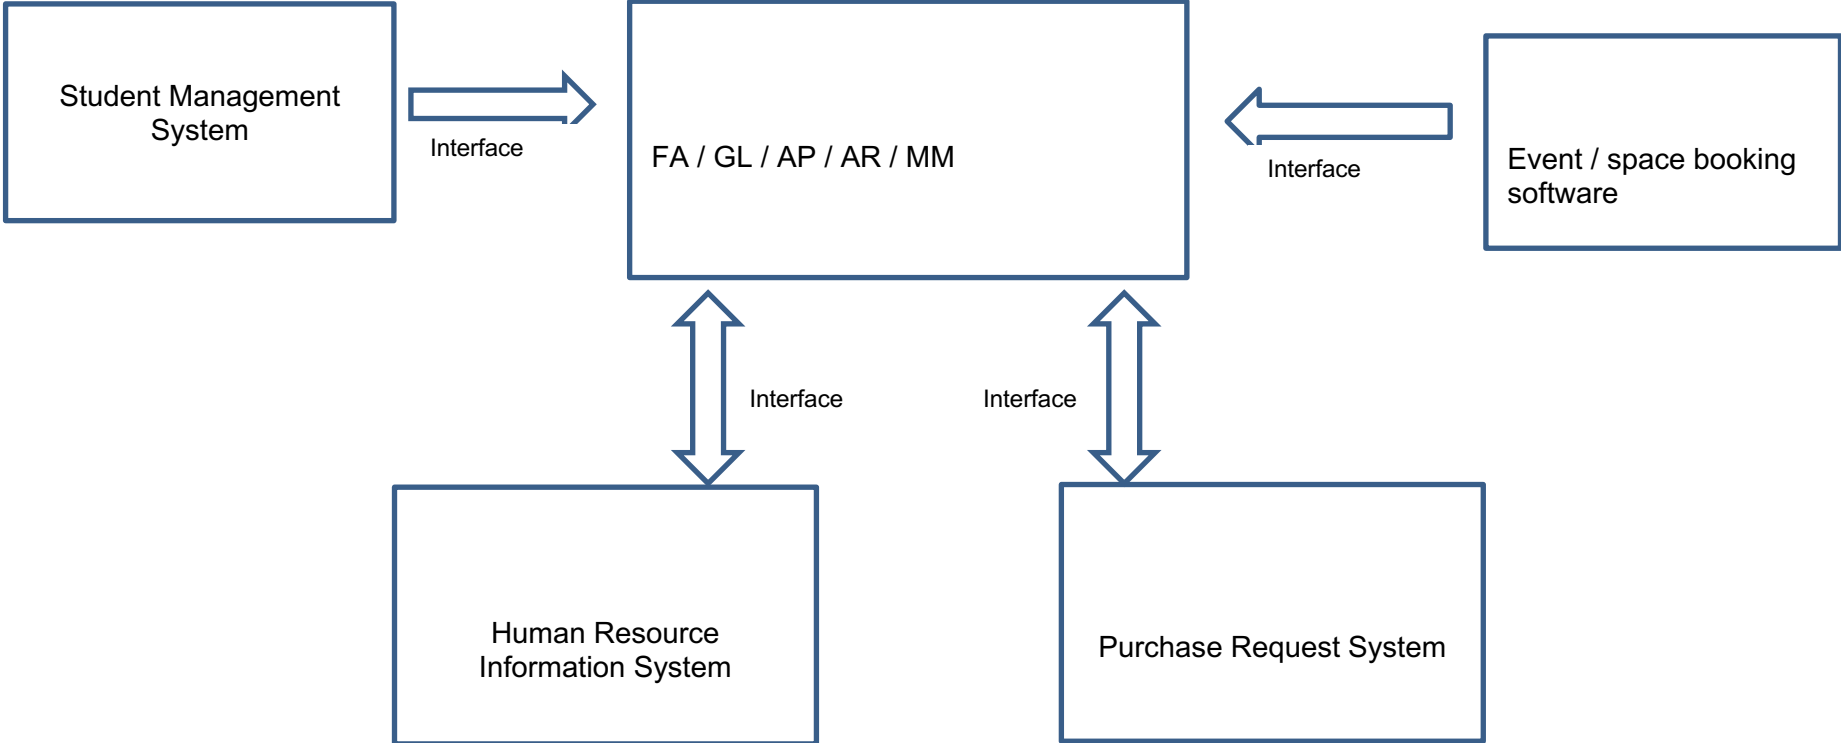 Student Management
System
Interface
FA / GL / AP / AR / MM
Interface
Event / space booking
software
Interface
Interface
Human Resource
Information System
Purchase Request System